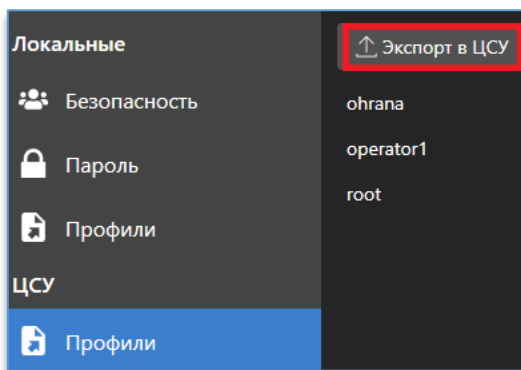 Локальные
Безопасность
Пароль
Профили
ЦСУ
Профили
Экспорт в ЦСУ
ohrana
operator1
root